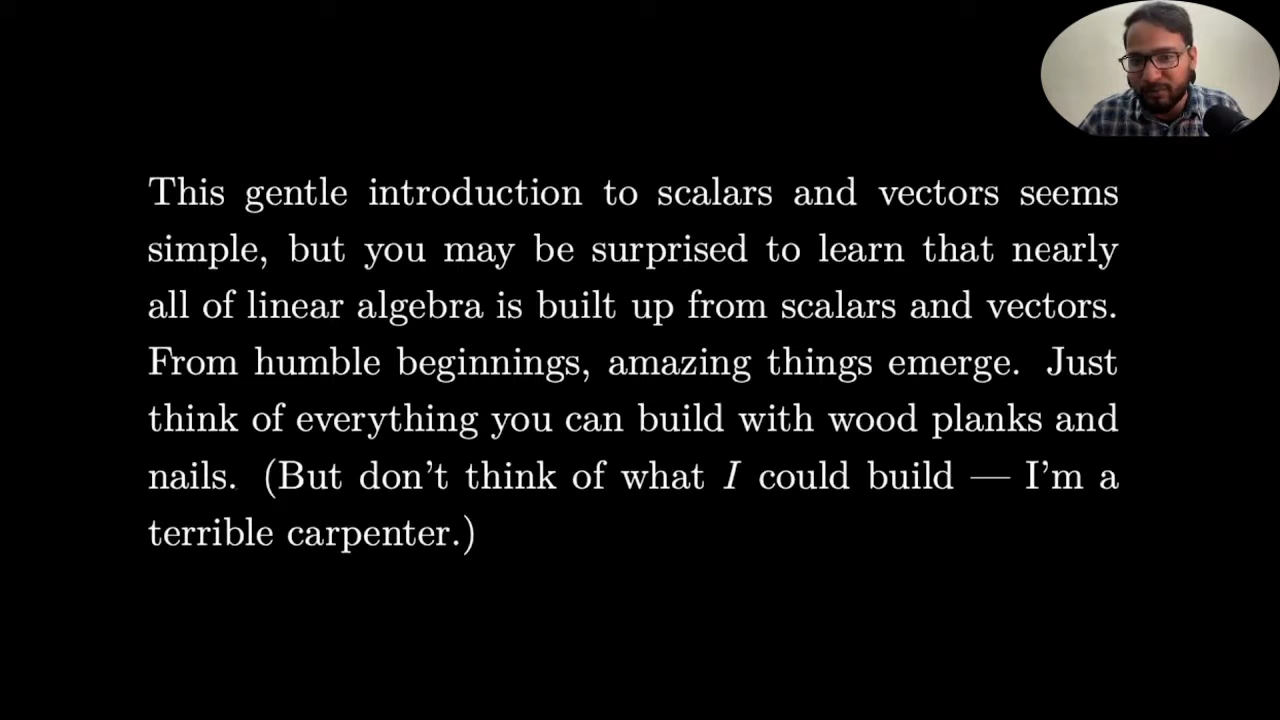 This gentle introduction to scalars and vectors seems
simple, but you may be surprised to learn that nearly
all of linear algebra is built up from scalars and vectors.
From humble beginnings, amazing things emerge. Just
think of everything you can build with wood planks and
nails. (But don't think of what I could build — I'm a
terrible carpenter.)